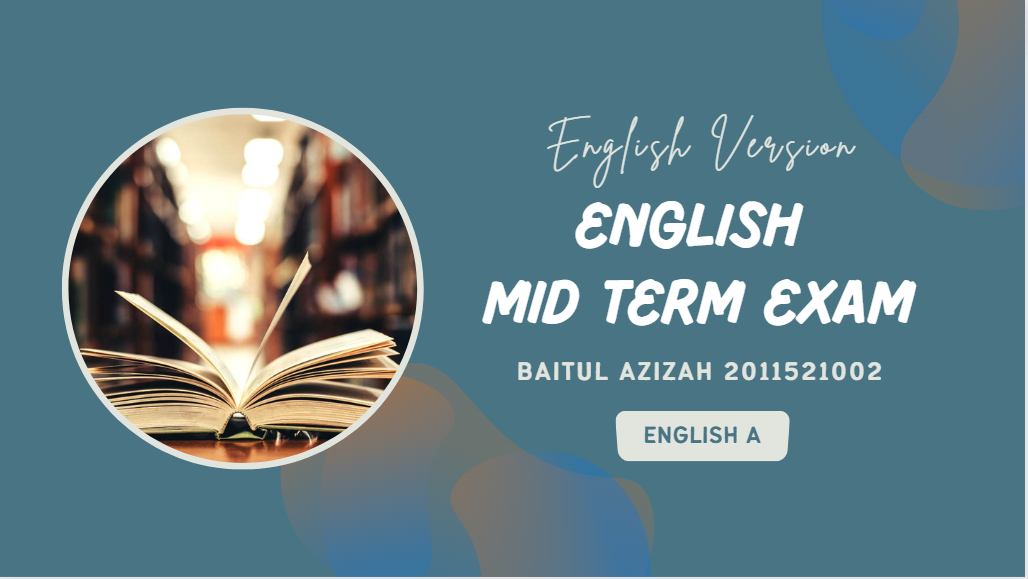 English Version
ENGLISH
MID TERM EXAM
BAITUL AZIZAH 2011521002
ENGLISH A